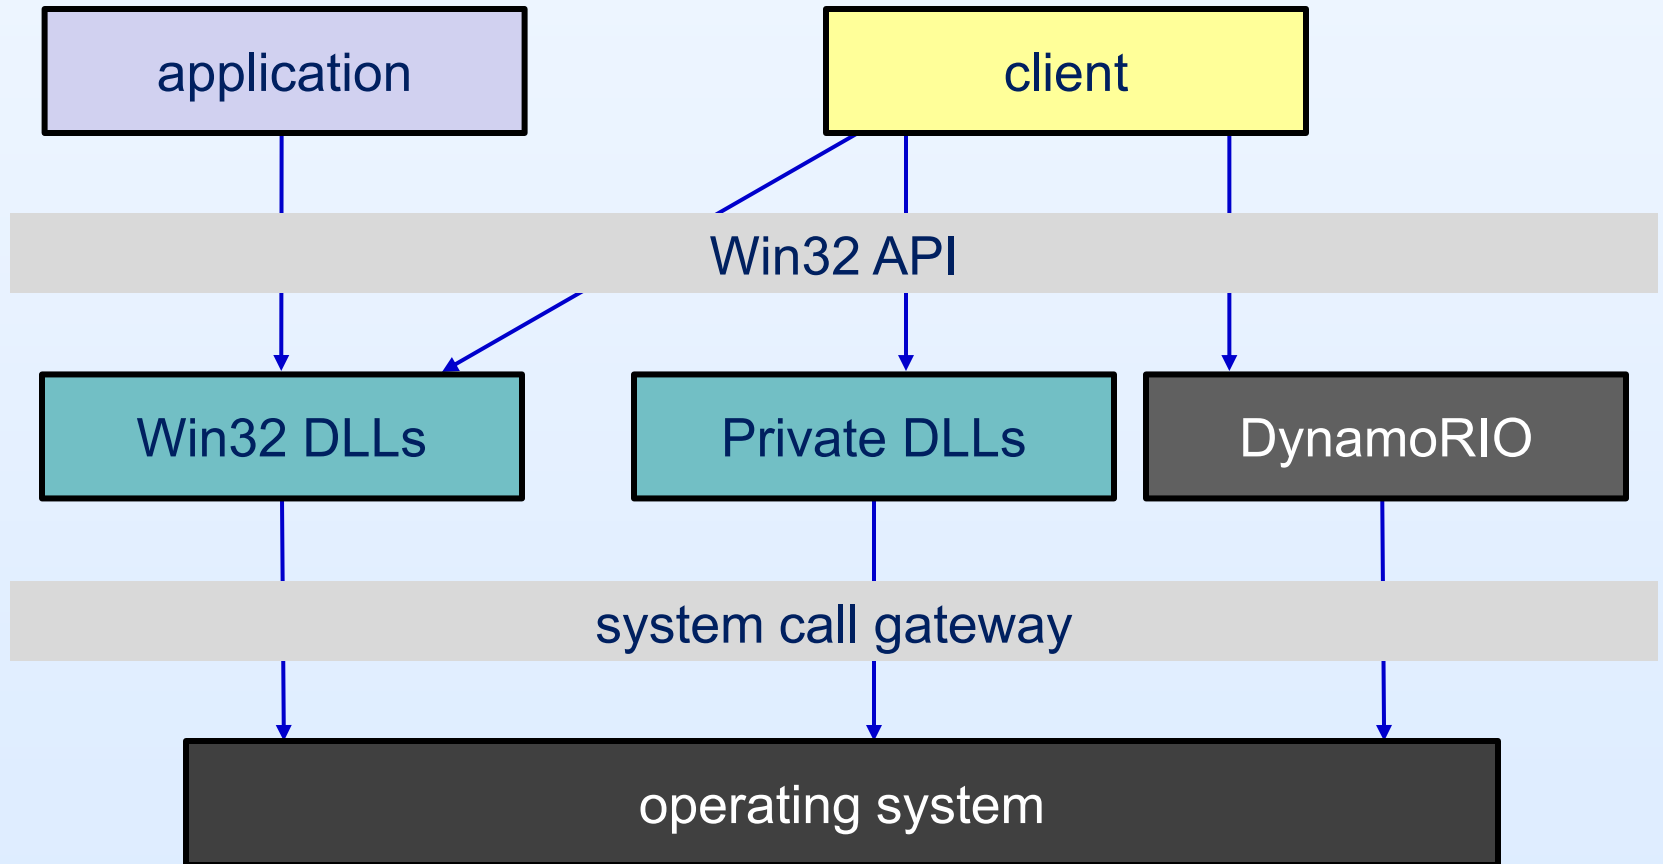 application
client
Win32 API
Win32 DLLs
Private DLLs
DynamoRIO
system call gateway
operating system